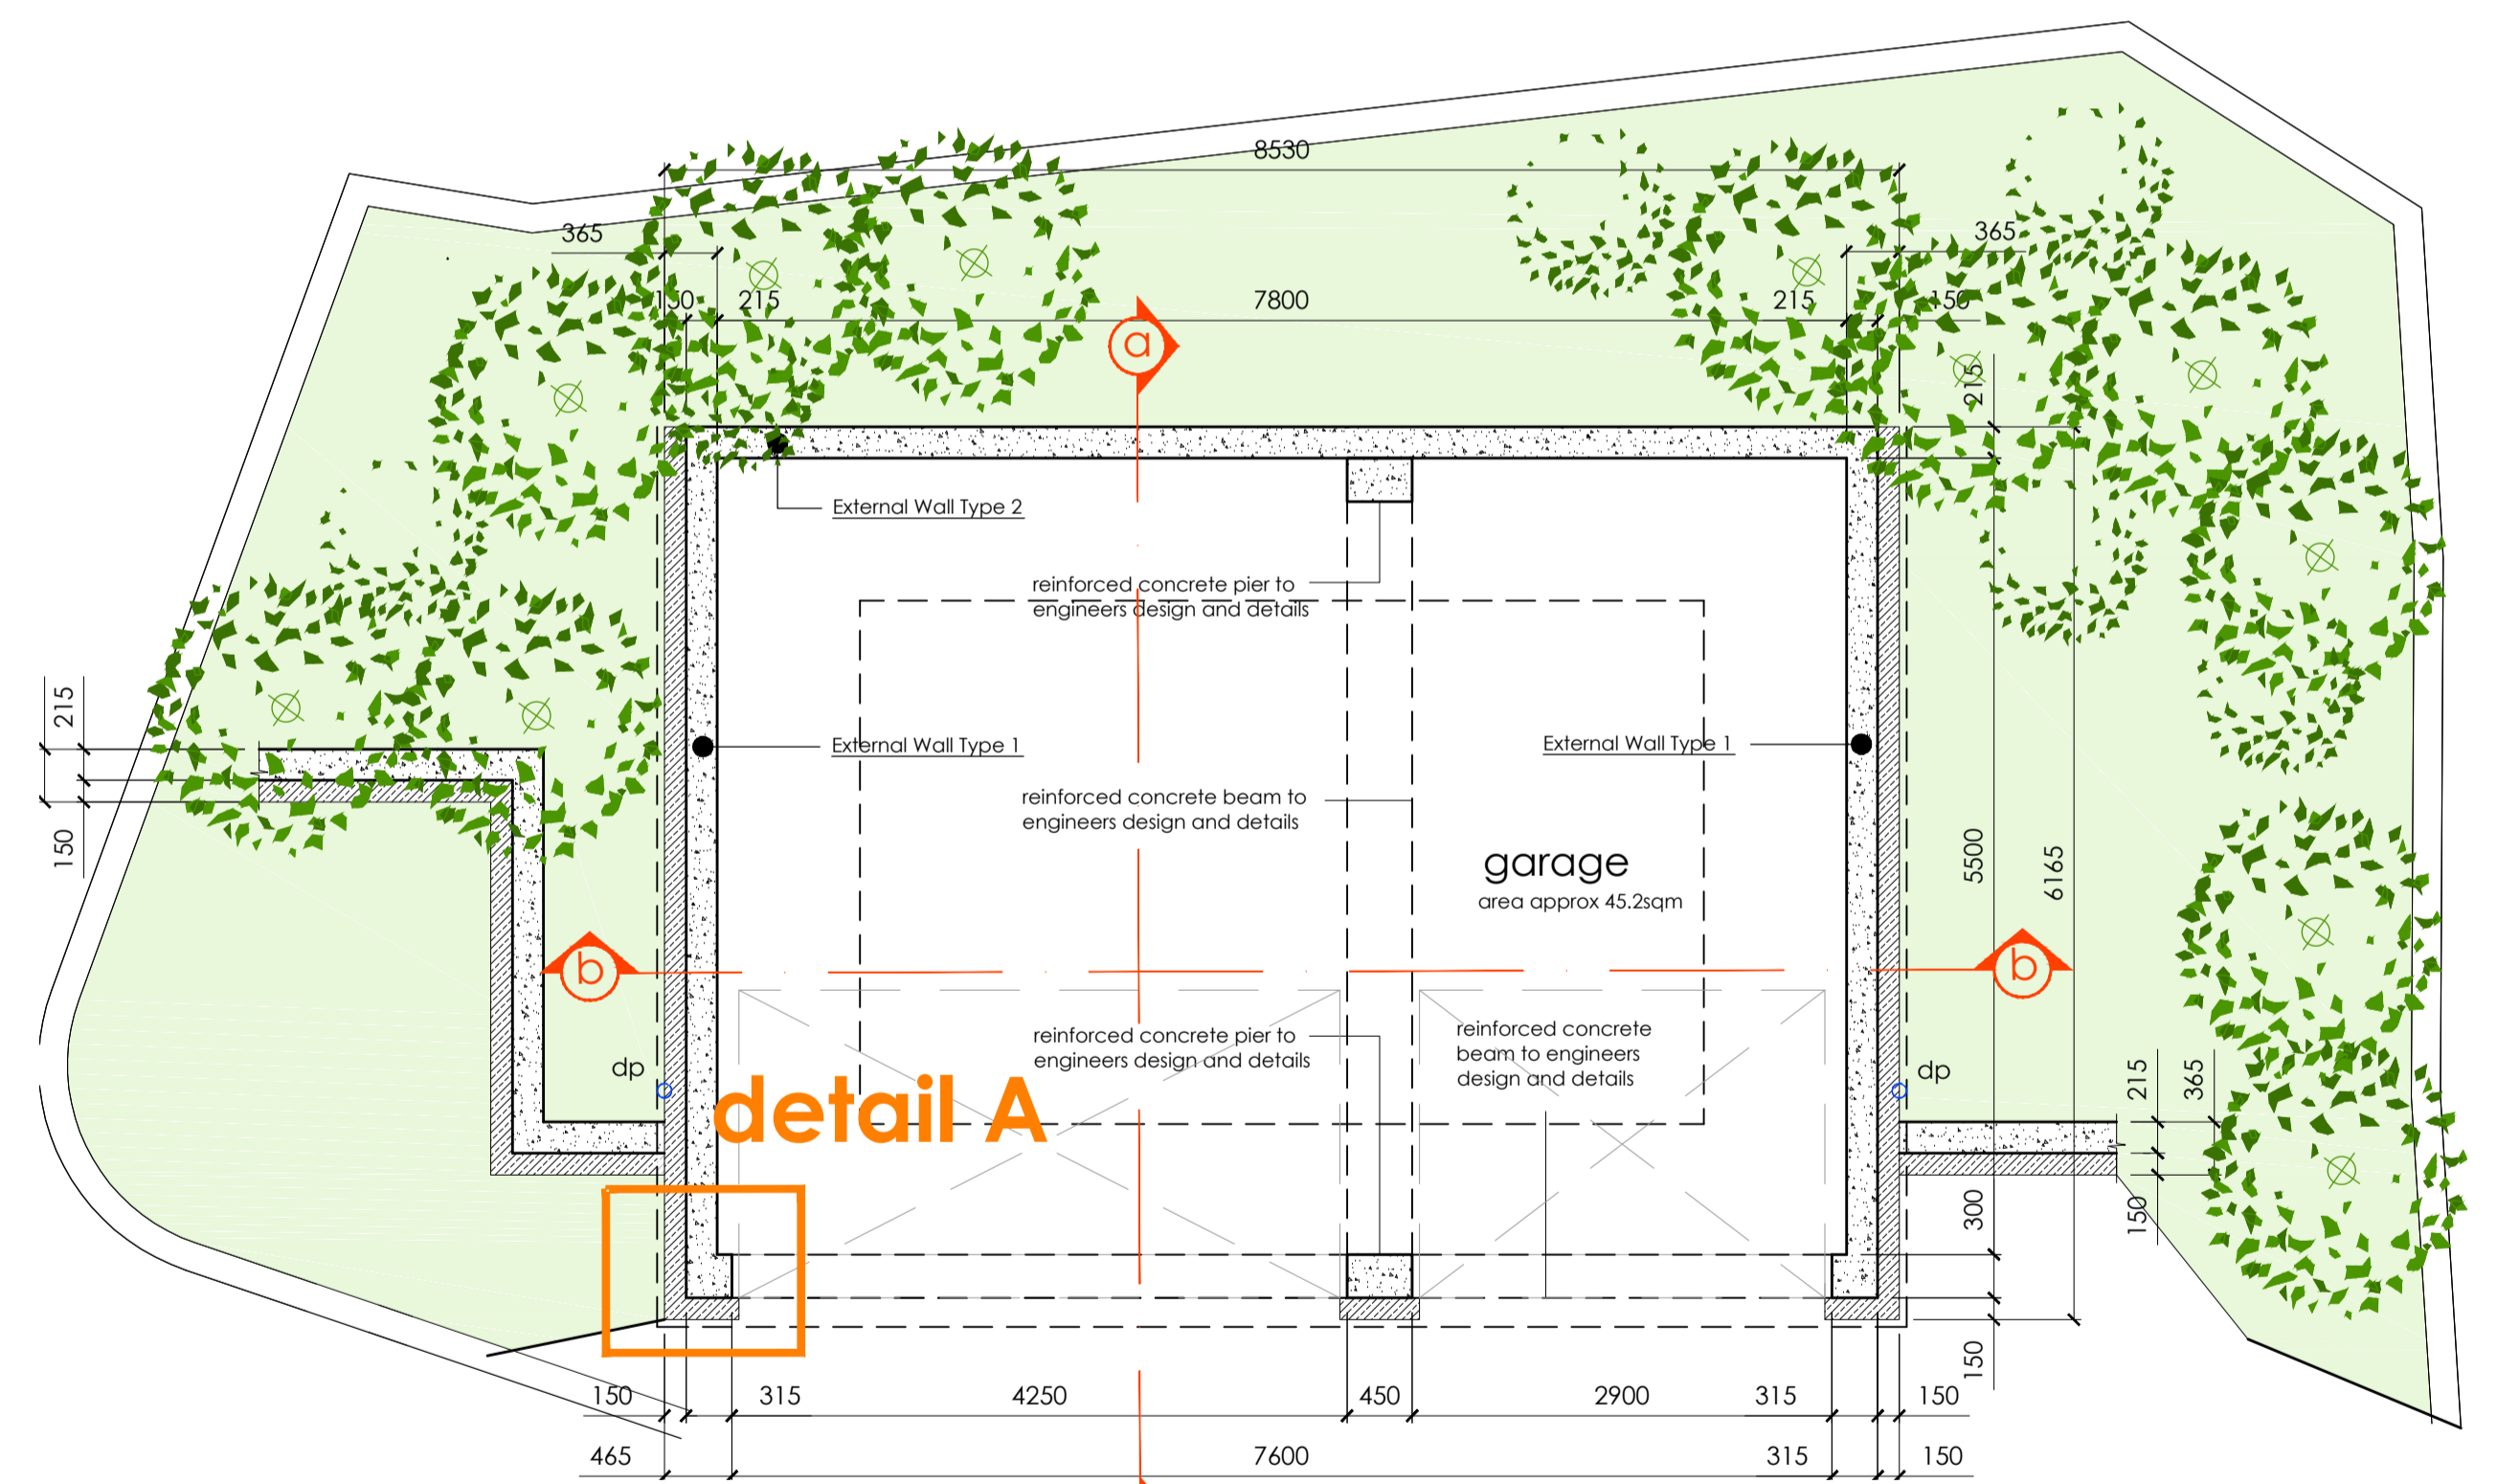 8530
365
365
150
215
7800
215
150
a
215
External Wall Type 2
reinforced concrete pier to
engineers design and details
215
External Wall Type 1
External Wall Type 1
reinforced concrete beam to
engineers design and details
150
garage
area approx 45.2sqm
5500
6165
b
b
reinforced concrete pier to
engineers design and details
reinforced concrete
beam to engineers
design and details
dp
dp
detail A
215
365
300
150
150
150
315
4250
450
2900
315
150
465
7600
315
150